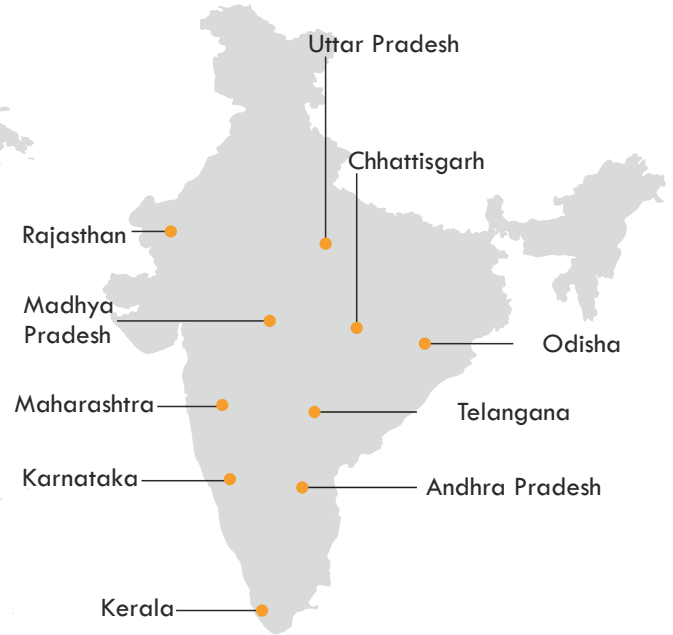 Uttar Pradesh
Chhattisgarh
Rajasthan
Madhya
Pradesh
Odisha
Maharashtra
Telangana
Karnataka
Andhra Pradesh
Kerala